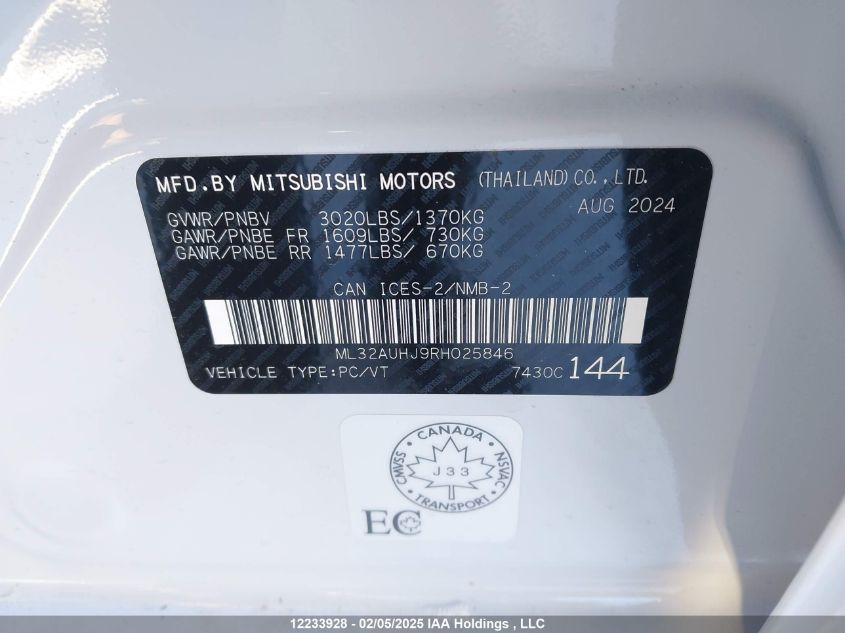 MFD.BY MITSUBISHI MOTORS (THAILAND) CO.,LTD.
AUG 2024
GVWR/PNBV 3020LBS/1370KG
GAWR/PNBE FR 1609LBS/ 730KG
GAWR/PNBE RR 1477LBS/ 670KG
CAN ICES-2/NMB-2
ML32AUHJ9RH025846
VEHICLE TYPE:PC/VT 7430C 144
CANADA
CMVSS J33 NSVAC
TRANSPORT
EC
12233928 - 02/05/2025 IAA Holdings , LLC